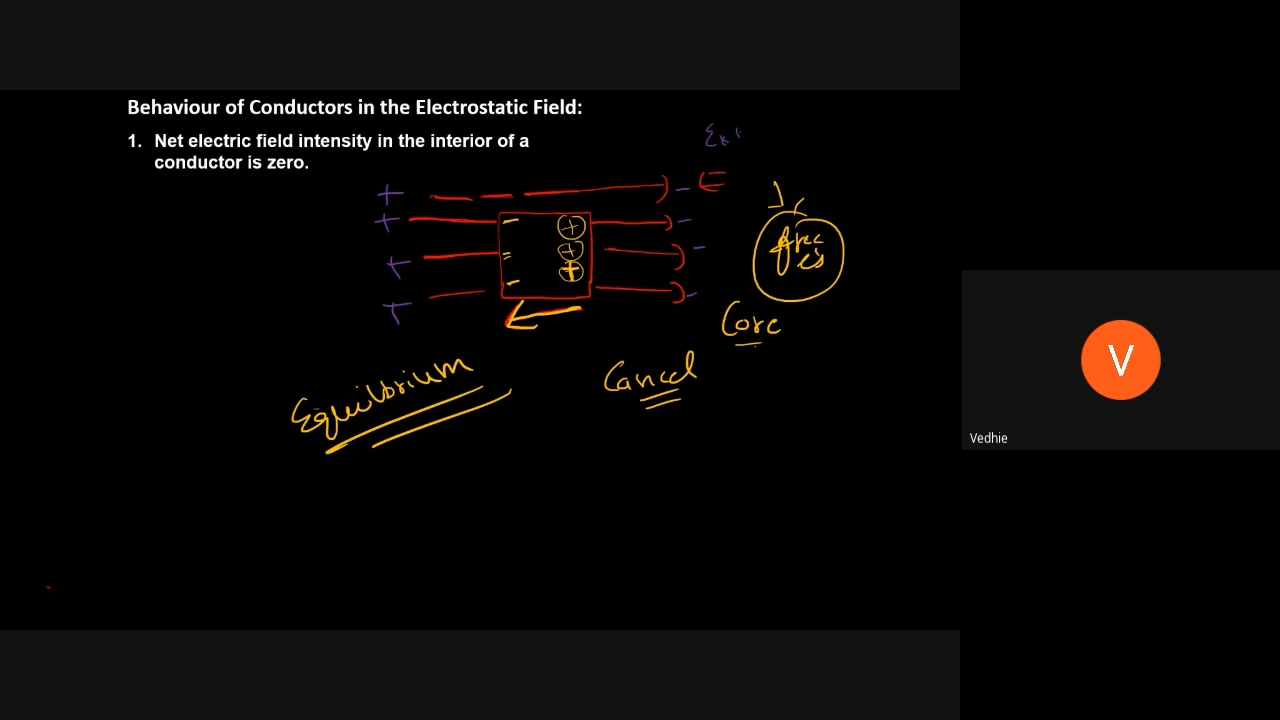 Behaviour of Conductors in the Electrostatic Field:
1. Net electric field intensity in the interior of a
conductor is zero.
+ -
+ - + -
+ = + -
+ - + -
free
Core
Cancel
Equilibrium
V
Vedhie